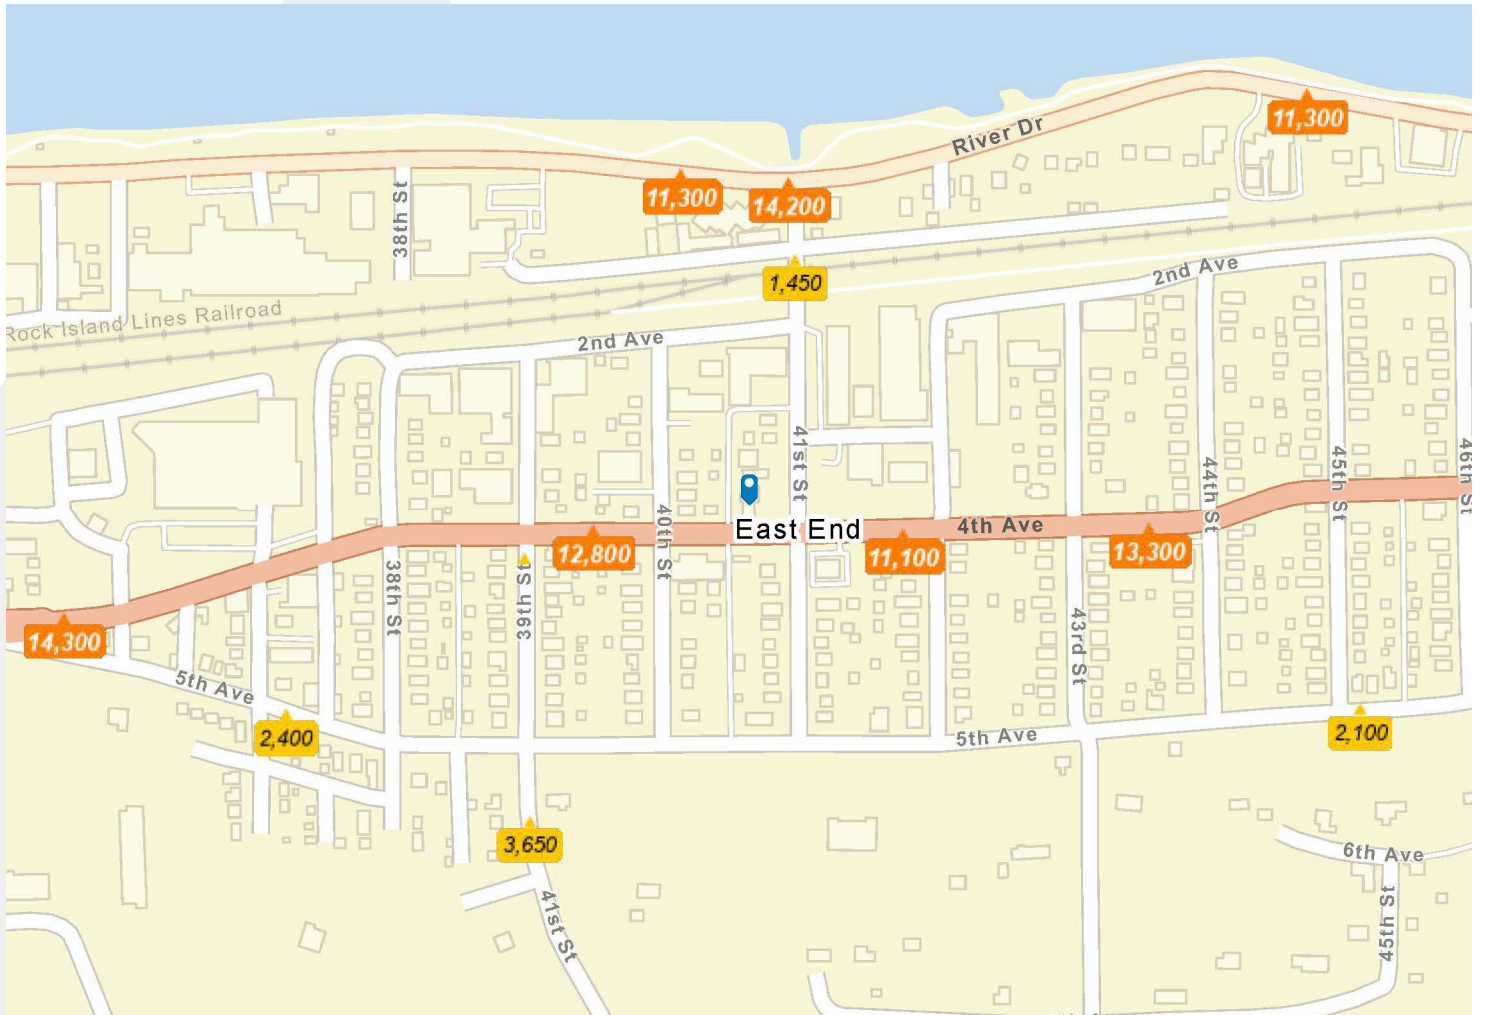 11,300
River Dr
11,300
14,200
38th St
1,450
2nd Ave
Rock Island Lines Railroad
2nd Ave
41st St
40th St
44th St
45th St
46th St
East End
4th Ave
12,800
11,100
13,300
38th St
39th St
43rd St
14,300
5th Ave
2,400
5th Ave
2,100
3,650
6th Ave
41st St
45th St